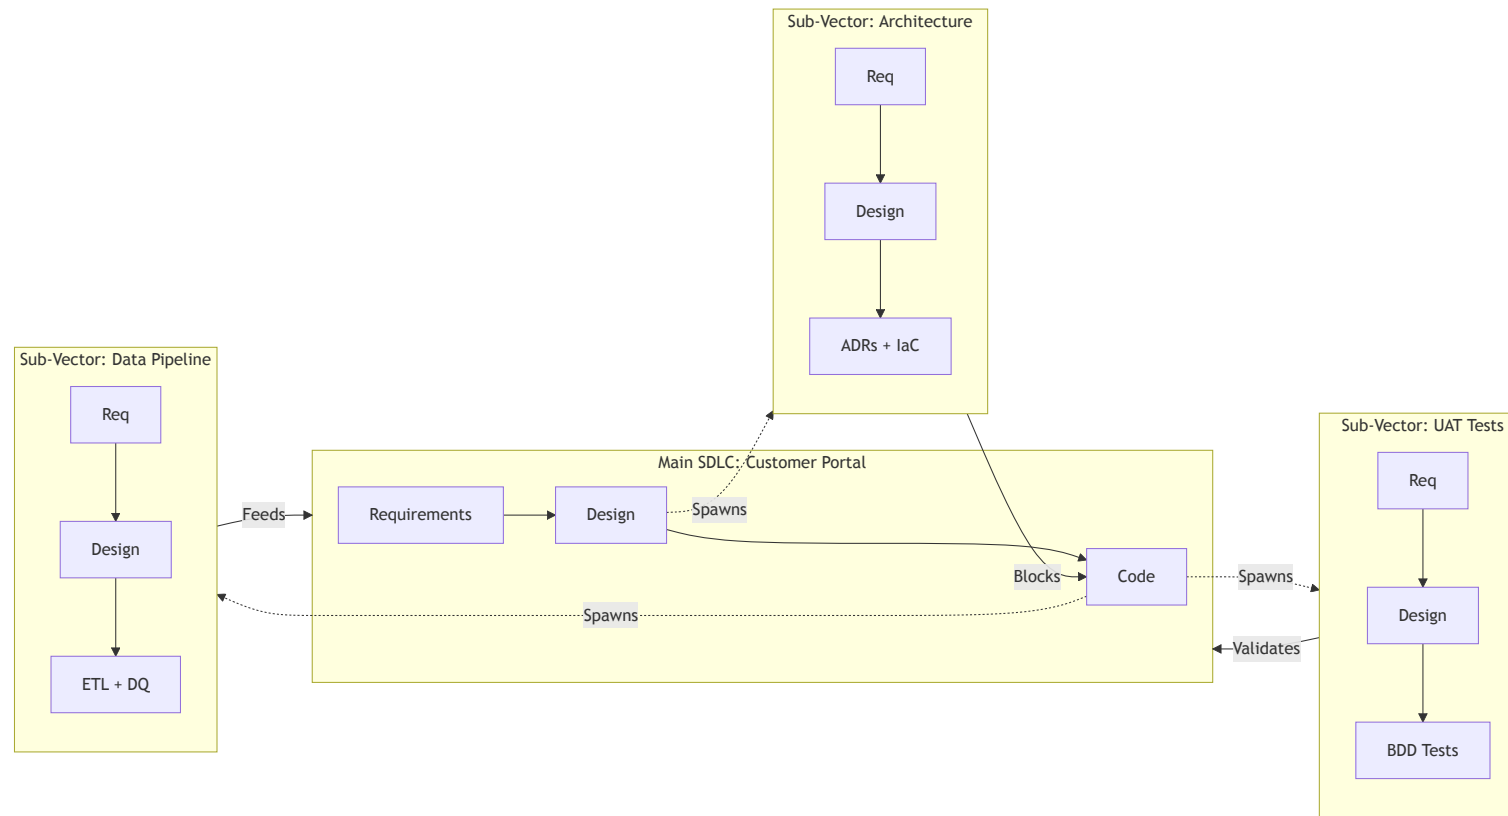 Sub-Vector: Architecture
Req
Design
ADRs + IaC
Sub-Vector: Data Pipeline
Req
Design
ETL + DQ
Feeds
Main SDLC: Customer Portal
Requirements
Design
Spawns
Blocks
Code
Spawns
Spawns
Validates
Sub-Vector: UAT Tests
Req
Design
BDD Tests